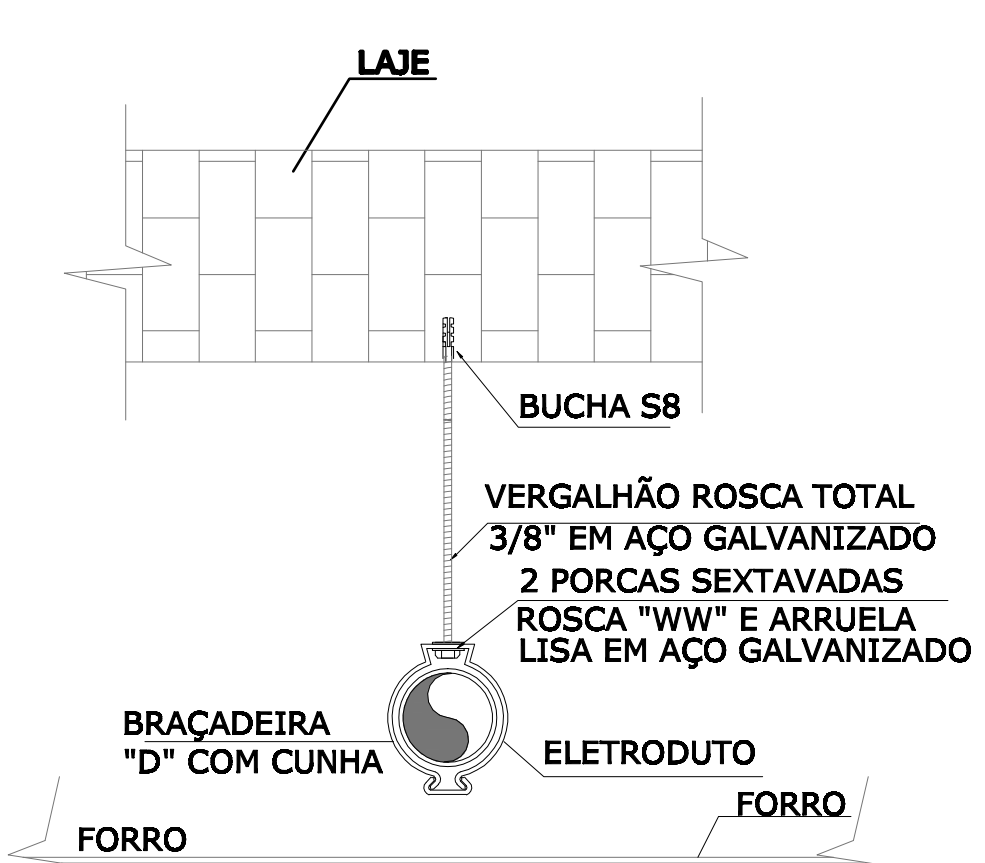 LAJE
BUCHA S8
VERGALHÃO ROSCA TOTAL
3/8" EM AÇO GALVANIZADO
2 PORCAS SEXTAVADAS
ROSCA "WW" E ARRUELA
LISA EM AÇO GALVANIZADO
BRAÇADEIRA
"D" COM CUNHA
ELETRODUTO
FORRO
FORRO